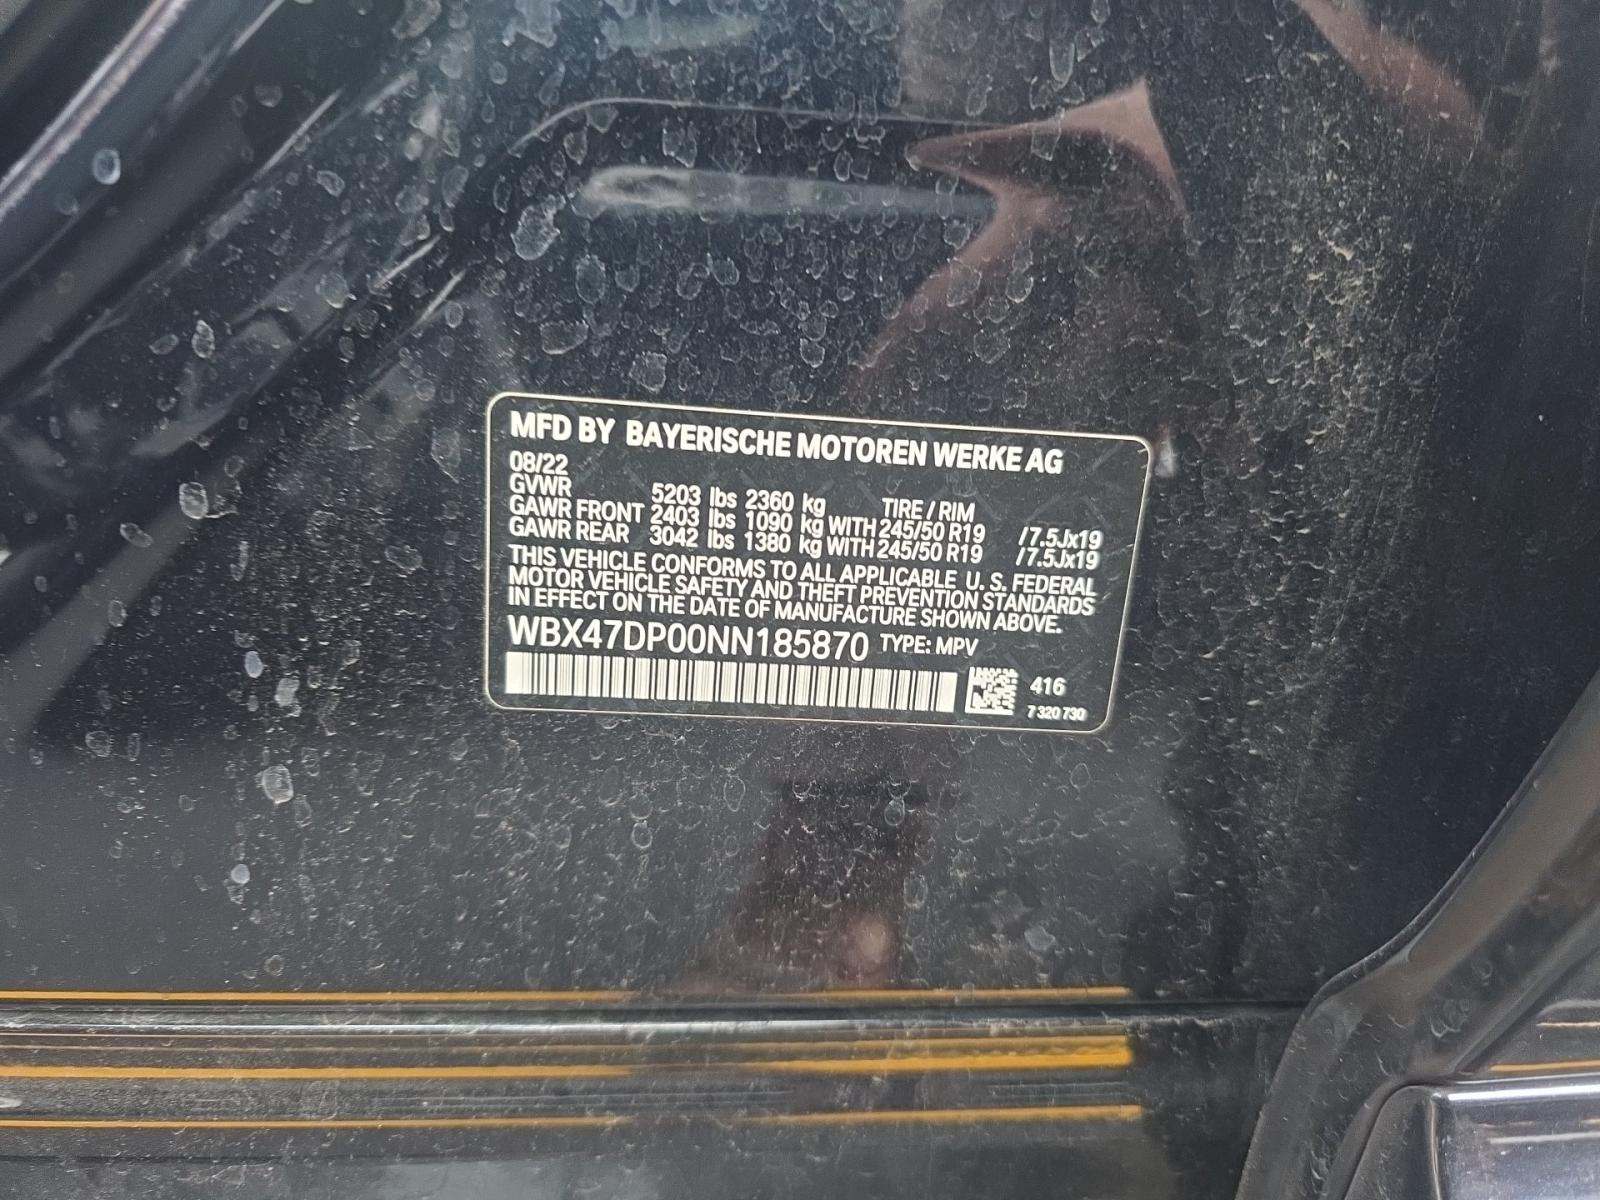 MFD BY BAYERISCHE MOTOREN WERKE AG
08/22
GVWR 5203 lbs 2360 kg TIRE / RIM
GAWR FRONT 2403 lbs 1090 kg WITH 245/50 R19 /7.5Jx19
GAWR REAR 3042 lbs 1380 kg WITH 245/50 R19 /7.5Jx19
THIS VEHICLE CONFORMS TO ALL APPLICABLE U. S. FEDERAL
MOTOR VEHICLE SAFETY AND THEFT PREVENTION STANDARDS
IN EFFECT ON THE DATE OF MANUFACTURE SHOWN ABOVE.
WBX47DP00NN185870 TYPE: MPV
416
7 320 730